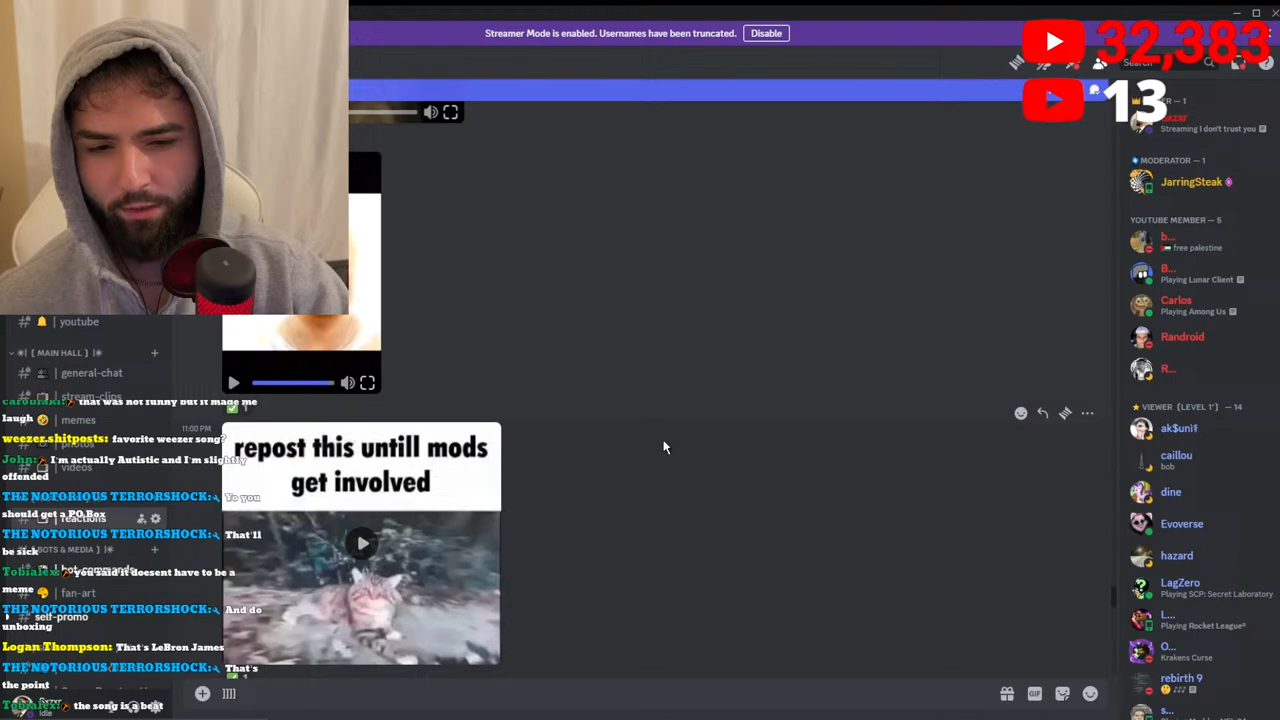 Streamer Mode is enabled. Usernames have been truncated.
Disable
32,383
13
Search
Streaming I don't trust you
MODERATOR — 1
JarringSteak
YOUTUBE MEMBER — 5
b...
free palestine
B...
Playing Lunar Client
Carlos
Playing Among Us
Randroid
R...
VIEWER (LEVEL 1*) — 14
caillou
bob
dine
Evoverse
hazard
LagZero
Playing SCP: Secret Laboratory
L...
Playing Rocket League®
O...
Krakens Curse
rebirth 9
s...
youtube
[ MAIN HALL ]
general-chat
stream-clips
memes
photos
videos
reactions
BOTS & MEDIA ]
bot-commands
fan-art
self-promo
Idle
that was not funny but it made me
laugh
weezer.shitposts: favorite weezer song?
John: I'm actually Autistic and I'm slightly
offended
THE NOTORIOUS TERRORSHOCK: Yo you
should get a PO Box
THE NOTORIOUS TERRORSHOCK: That'll
be sick
Tobialex: you said it doesent have to be a
meme
THE NOTORIOUS TERRORSHOCK: And do
unboxing
Logan Thompson: That's LeBron James
THE NOTORIOUS TERRORSHOCK: That's
the point
Tobialex: the song is a beat
11:00 PM
repost this untill mods
get involved
GIF